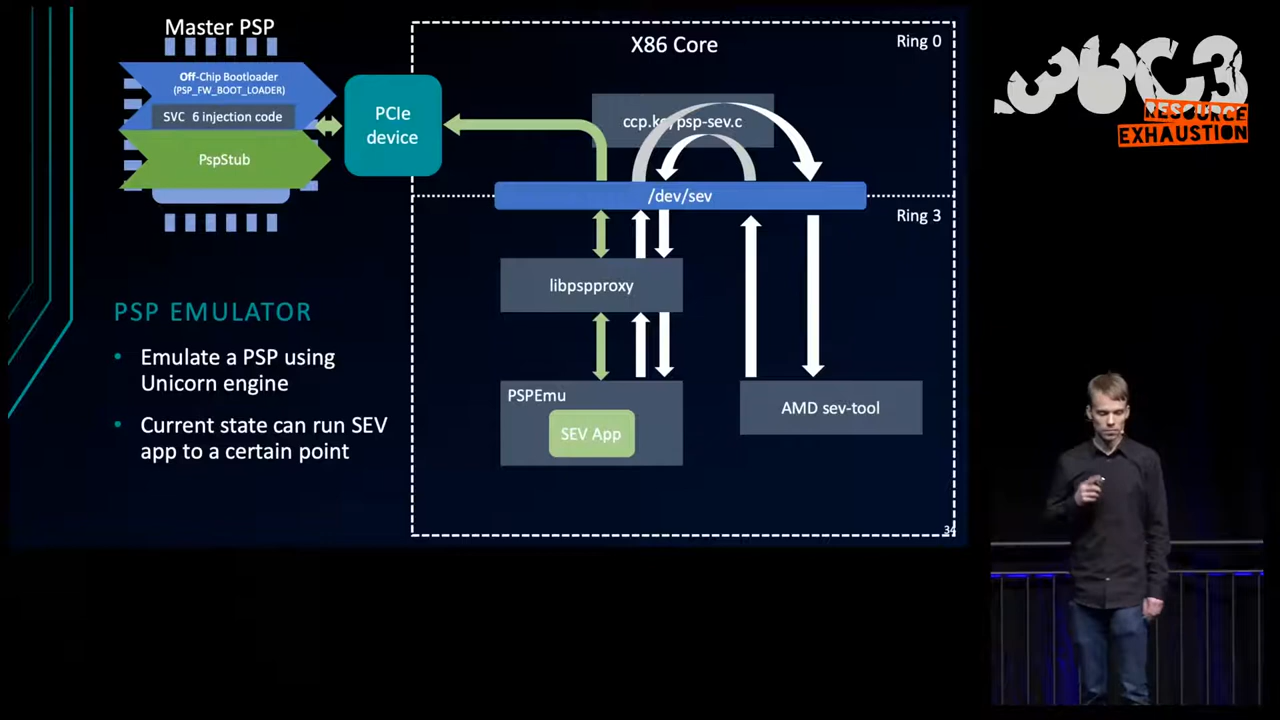 Master PSP
Off-Chip Bootloader
(PSP_FW_BOOT_LOADER)
SVC 6 injection code
PspStub
PCIe
device
X86 Core
Ring 0
ccp.ko/psp-sev.c
/dev/sev
Ring 3
libpspproxy
PSPEmu
SEV App
AMD sev-tool
34
PSP EMULATOR
• Emulate a PSP using
Unicorn engine
• Current state can run SEV
app to a certain point
36C3
RESOURCE
EXHAUSTION